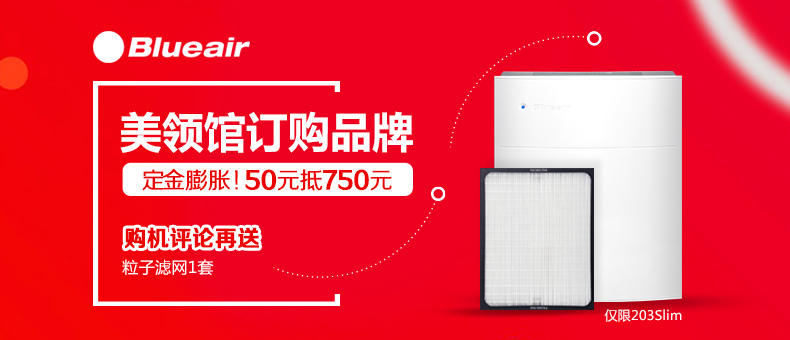 Blueair
美领馆订购品牌
定金膨胀!50元抵750元
购机评论再送
粒子滤网1套
Blueair
仅限203Slim